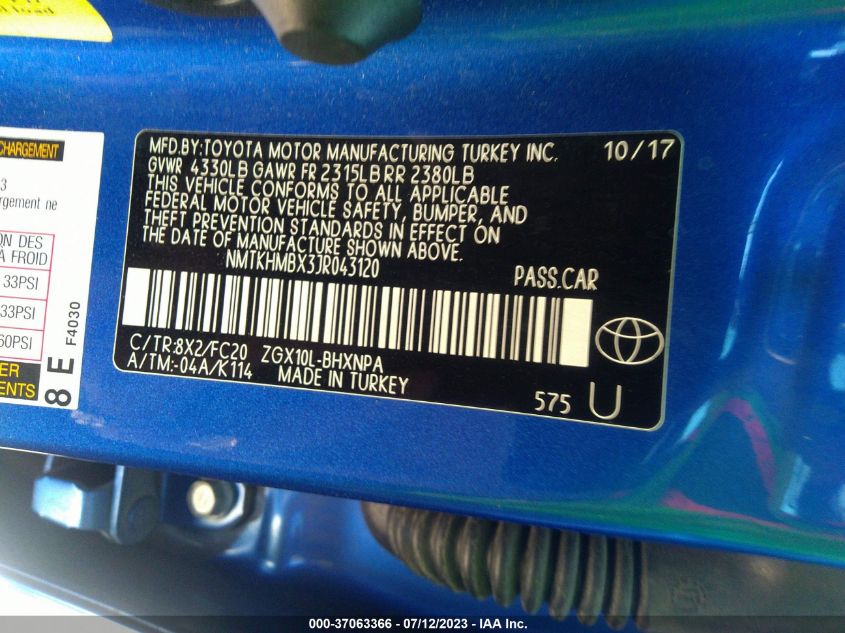 CHARGEMENT
3
argement ne
ON DES
À FROID
33PSI
33PSI
60PSI
8 E F4030
MFD.BY:TOYOTA MOTOR MANUFACTURING TURKEY INC. 10/17
GVWR 4330LB GAWR FR 2315LB RR 2380LB
THIS VEHICLE CONFORMS TO ALL APPLICABLE
FEDERAL MOTOR VEHICLE SAFETY, BUMPER, AND
THEFT PREVENTION STANDARDS IN EFFECT ON
THE DATE OF MANUFACTURE SHOWN ABOVE.
NMTKHMBX3JR043120 PASS.CAR
C/TR:8X2/FC20 ZGX10L-BHXNPA
A/TM:-04A/K114 MADE IN TURKEY
575 U
000-37063366 - 07/12/2023 - IAA Inc.